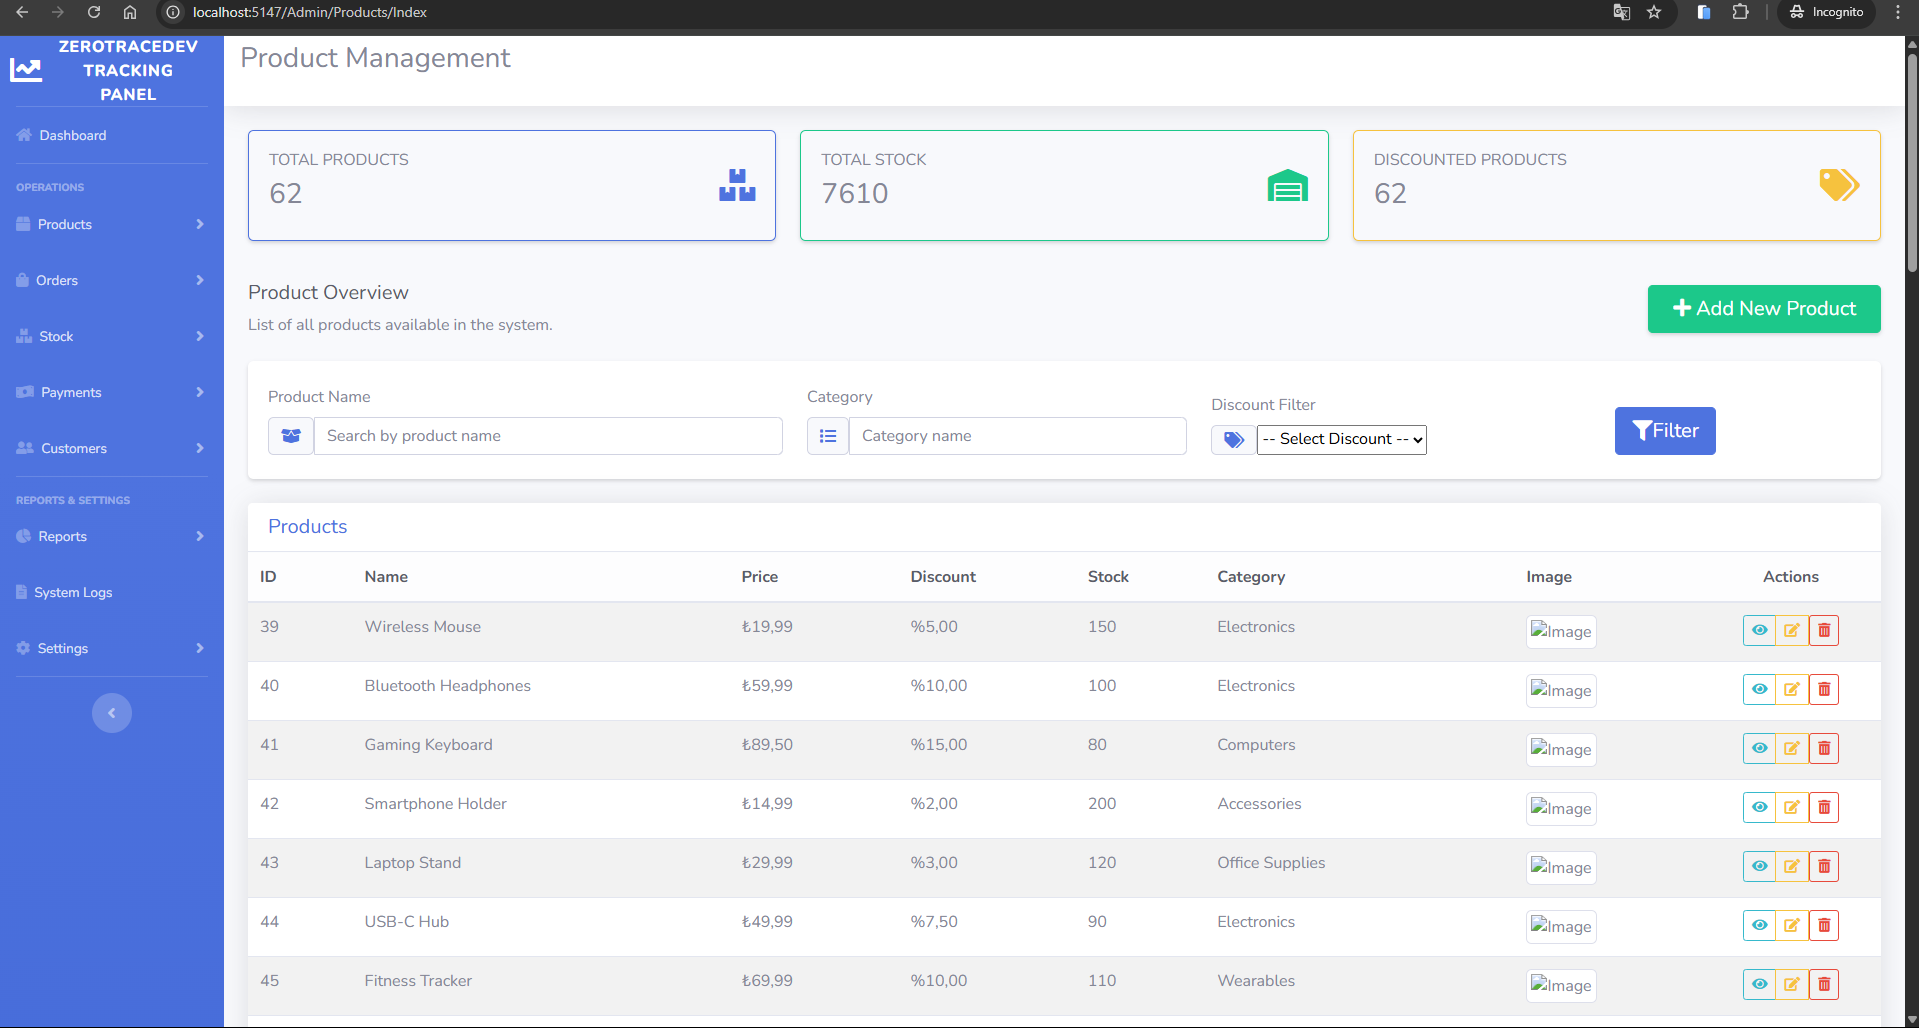 localhost:5147/Admin/Products/Index
Incognito
ZEROTRACEDEV
TRACKING
PANEL
Dashboard
OPERATIONS
Products
Orders
Stock
Payments
Customers
REPORTS & SETTINGS
Reports
System Logs
Settings
Product Management
TOTAL PRODUCTS
62
TOTAL STOCK
7610
DISCOUNTED PRODUCTS
62
Product Overview
List of all products available in the system.
Add New Product
Product Name
Search by product name
Category
Category name
Discount Filter
-- Select Discount --
Filter
Products
ID Name Price Discount Stock Category Image Actions
39 Wireless Mouse ₺19,99 %5,00 150 Electronics Image
40 Bluetooth Headphones ₺59,99 %10,00 100 Electronics Image
41 Gaming Keyboard ₺89,50 %15,00 80 Computers Image
42 Smartphone Holder ₺14,99 %2,00 200 Accessories Image
43 Laptop Stand ₺29,99 %3,00 120 Office Supplies Image
44 USB-C Hub ₺49,99 %7,50 90 Electronics Image
45 Fitness Tracker ₺69,99 %10,00 110 Wearables Image